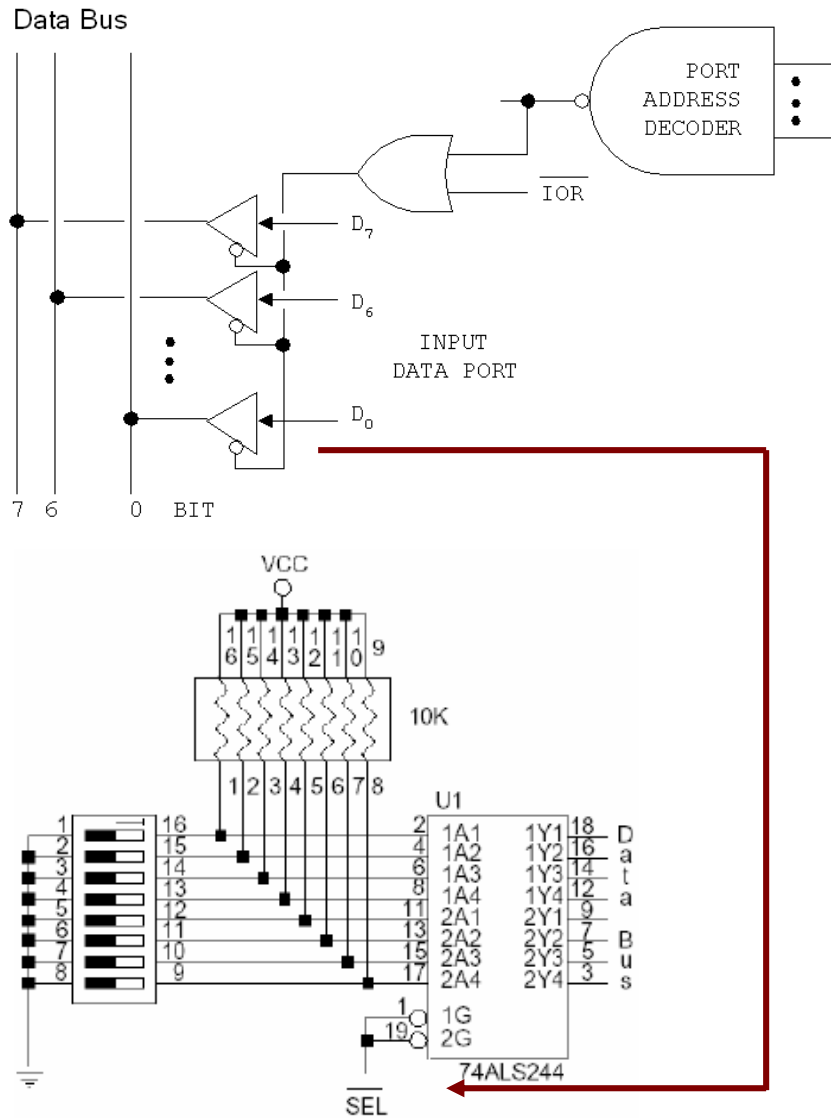 Data Bus
PORT
ADDRESS
DECODER
IOR
D7
D6
INPUT
DATA PORT
D0
7 6 0 BIT
VCC
16 15 14 13 12 11 10 9
10K
1 2 3 4 5 6 7 8
U1
1 16 2 1A1 1Y1 18 D
2 15 4 1A2 1Y2 16 a
3 14 6 1A3 1Y3 14 t
4 13 8 1A4 1Y4 12 a
5 12 11 2A1 2Y1 9
6 11 13 2A2 2Y2 7 B
7 10 15 2A3 2Y3 5 u
8 9 17 2A4 2Y4 3 s
1 1G
19 2G
74ALS244
SEL